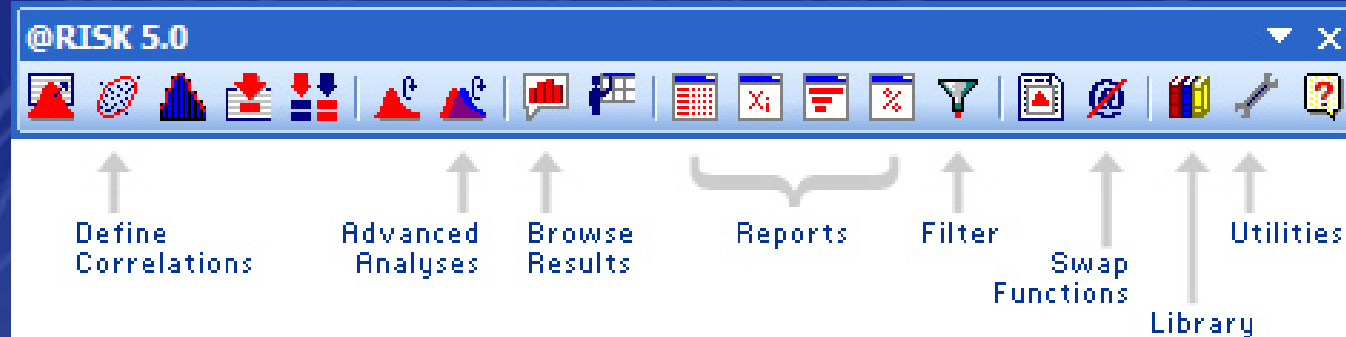 @RISK 5.0
Define
Correlations
Advanced
Analyses
Browse
Results
Reports
Filter
Swap
Functions
Library
Utilities